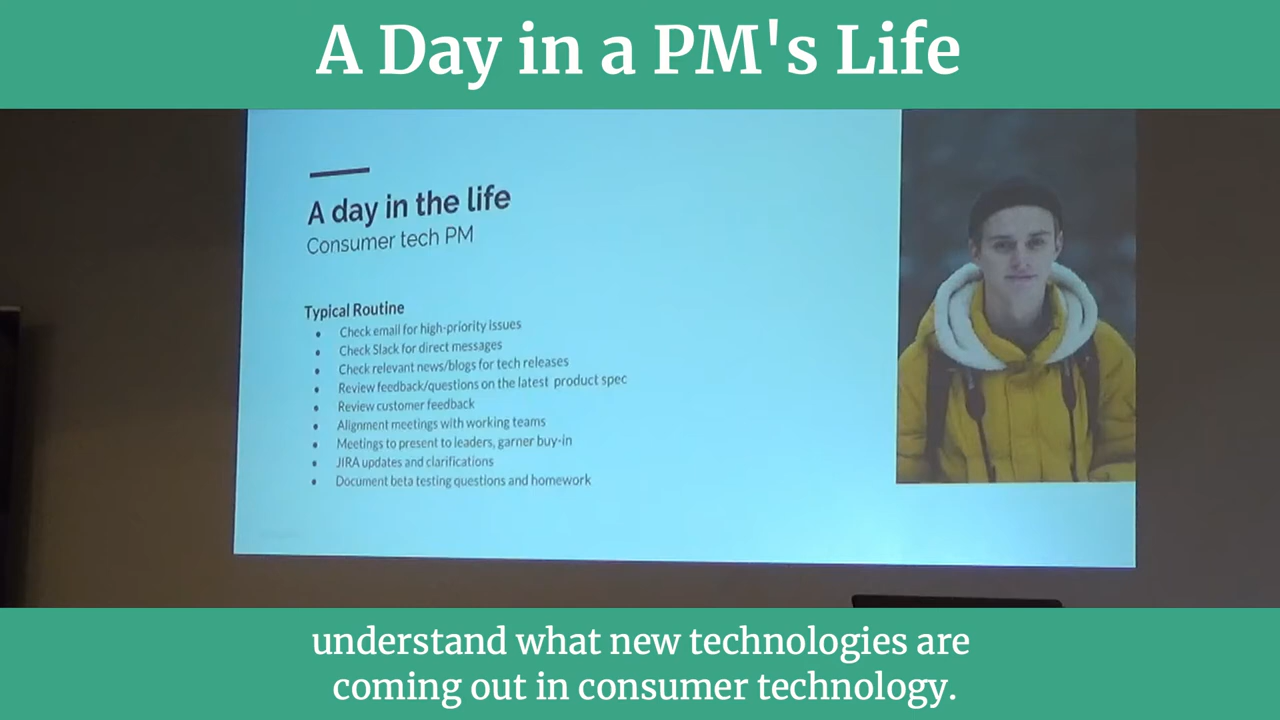 A Day in a PM's Life
A day in the life
Consumer tech PM
Typical Routine
• Check email for high-priority issues
• Check Slack for direct messages
• Check relevant news/blogs for tech releases
• Review feedback/questions on the latest product spec
• Review customer feedback
• Alignment meetings with working teams
• Meetings to present to leaders, garner buy-in
• JIRA updates and clarifications
• Document beta testing questions and homework
understand what new technologies are
coming out in consumer technology.